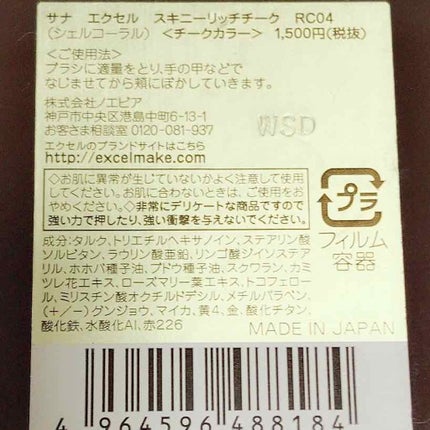 サナ エクセル スキニーリッチチーク RC04
(シェルコーラル) <チークカラー> 1,500円(税抜)
<ご使用法>
ブラシに適量をとり、手の甲などで
なじませてから頬にぼかしていきます。
株式会社ノエビア
神戸市中央区港島中町6-13-1
お客さま相談室 0120-081-937
エクセルのブランドサイトはこちら
http://excelmake.com
WSD
◇お肌に異常が生じていないかよく注意して使用し
てください。お肌に合わないときは、ご使用をお
やめください。◇非常にデリケートな商品ですので
強い力で押したり、強い衝撃を与えないでください。
プラ
フィルム
容器
成分:タルク、トリエチルヘキサノイン、ステアリン酸
ソルビタン、ラウリン酸亜鉛、リンゴ酸ジイソステア
リル、ホホバ種子油、ブドウ種子油、スクワラン、カミ
ツレ花エキス、ローズマリー葉エキス、トコフェロー
ル、ミリスチン酸オクチルドデシル、メチルパラベン、
(+/-)グンジョウ、マイカ、黄4、金、酸化チタン、
酸化鉄、水酸化Al、赤226
MADE IN JAPAN
4 964596 488184